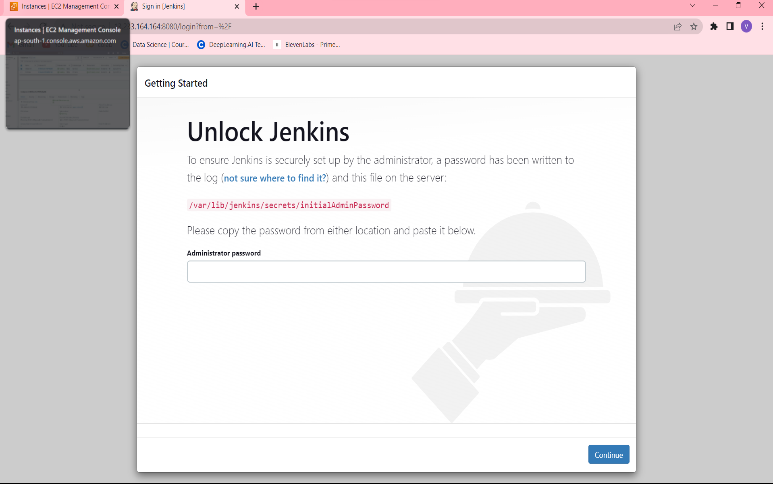 Instances | EC2 Management Con
Sign in [Jenkins]
3.164.164:8080/login?from=%2F
Instances | EC2 Management Console
ap-south-1.console.aws.amazon.com
Data Science | Cour...
DeepLearning.AI Te...
ElevenLabs - Prime...
V
Getting Started
Unlock Jenkins
To ensure Jenkins is securely set up by the administrator, a password has been written to
the log (not sure where to find it?) and this file on the server:
/var/lib/jenkins/secrets/initialAdminPassword
Please copy the password from either location and paste it below.
Administrator password
Continue